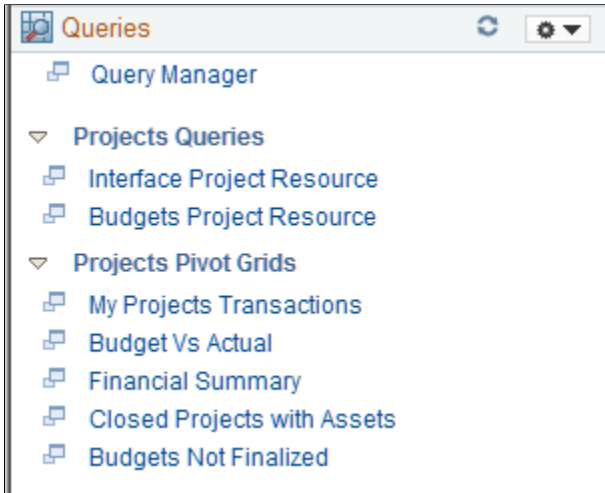 Queries
Query Manager
Projects Queries
Interface Project Resource
Budgets Project Resource
Projects Pivot Grids
My Projects Transactions
Budget Vs Actual
Financial Summary
Closed Projects with Assets
Budgets Not Finalized